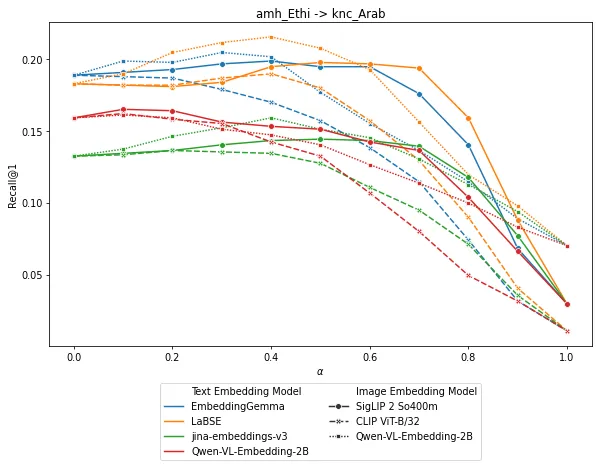 amh_Ethi -> knc_Arab
Recall@1
0.20
0.15
0.10
0.05
0.0
0.2
0.4
0.6
0.8
1.0
α
Text Embedding Model
EmbeddingGemma
LaBSE
jina-embeddings-v3
Qwen-VL-Embedding-2B
Image Embedding Model
SigLIP 2 So400m
CLIP ViT-B/32
Qwen-VL-Embedding-2B